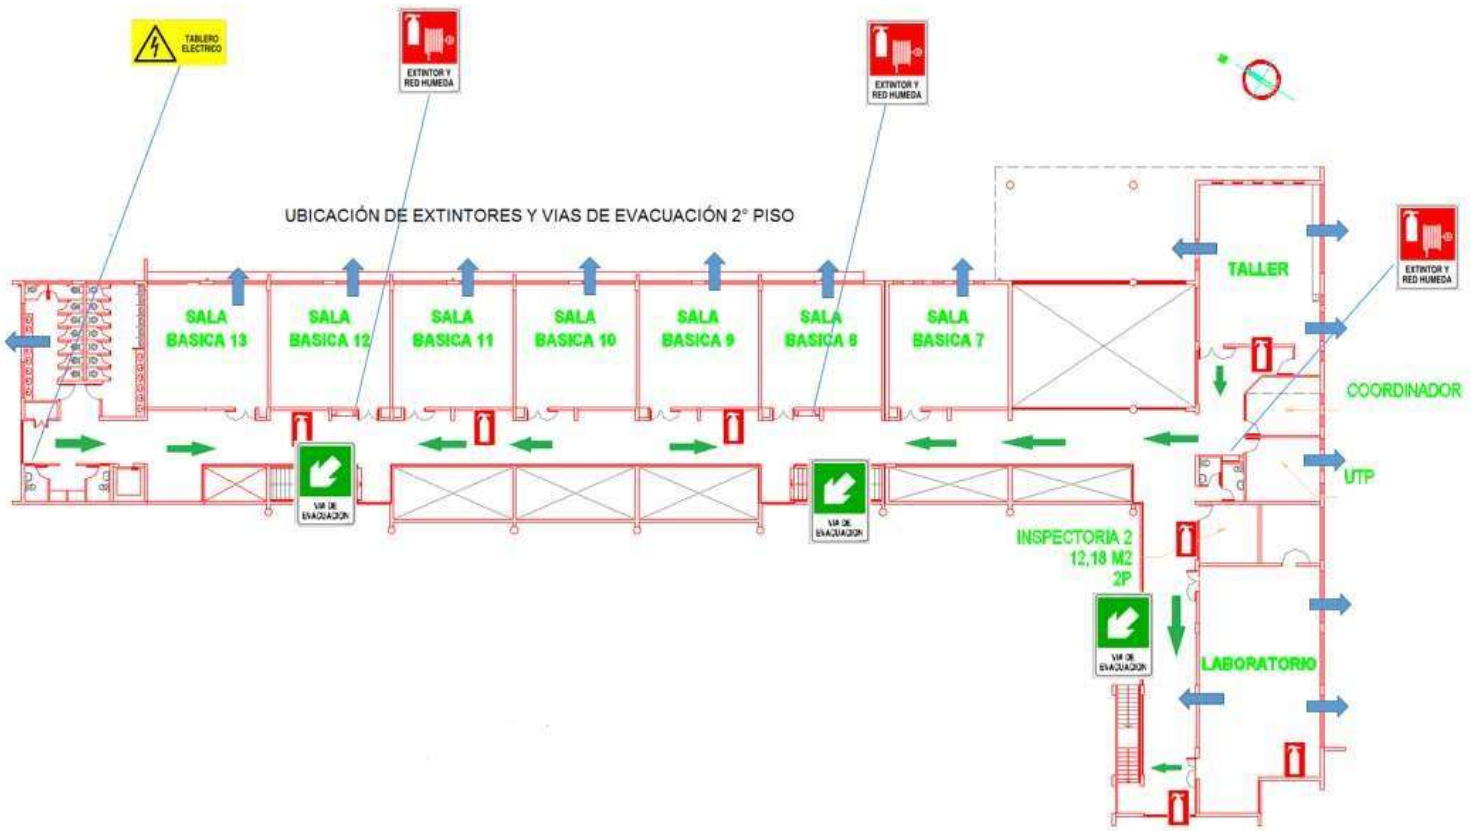 TABLERO
ELECTRICO
EXTINTOR Y
RED HUMEDA
EXTINTOR Y
RED HUMEDA
UBICACIÓN DE EXTINTORES Y VIAS DE EVACUACIÓN 2° PISO
EXTINTOR Y
RED HUMEDA
TALLER
SALA
BASICA 13
SALA
BASICA 12
SALA
BASICA 11
SALA
BASICA 10
SALA
BASICA 9
SALA
BASICA 8
SALA
BASICA 7
COORDINADOR
UTP
VIA DE
EVACUACION
VIA DE
EVACUACION
INSPECTORIA 2
12,18 M2
2P
VIA DE
EVACUACION
LABORATORIO